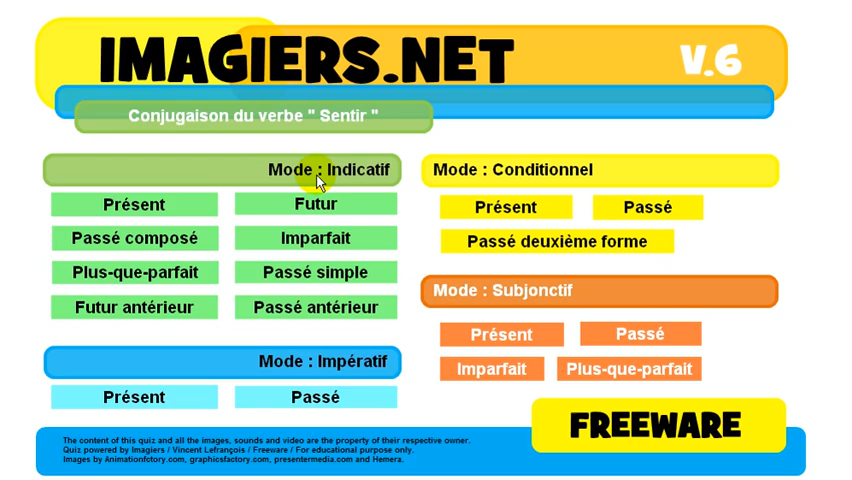 IMAGIERS.NET
V.6
Conjugaison du verbe " Sentir "
Mode : Indicatif
Présent
Futur
Passé composé
Imparfait
Plus-que-parfait
Passé simple
Futur antérieur
Passé antérieur
Mode : Impératif
Présent
Passé
Mode : Conditionnel
Présent
Passé
Passé deuxième forme
Mode : Subjonctif
Présent
Passé
Imparfait
Plus-que-parfait
FREEWARE
The content of this quiz and all the images, sounds and video are the property of their respective owner.
Quiz powered by Imagiers / Vincent Lefrançois / Freeware / For educational purpose only.
Images by Animationfctory.com, graphicsfactory.com, presentermedia.com and Hemera.